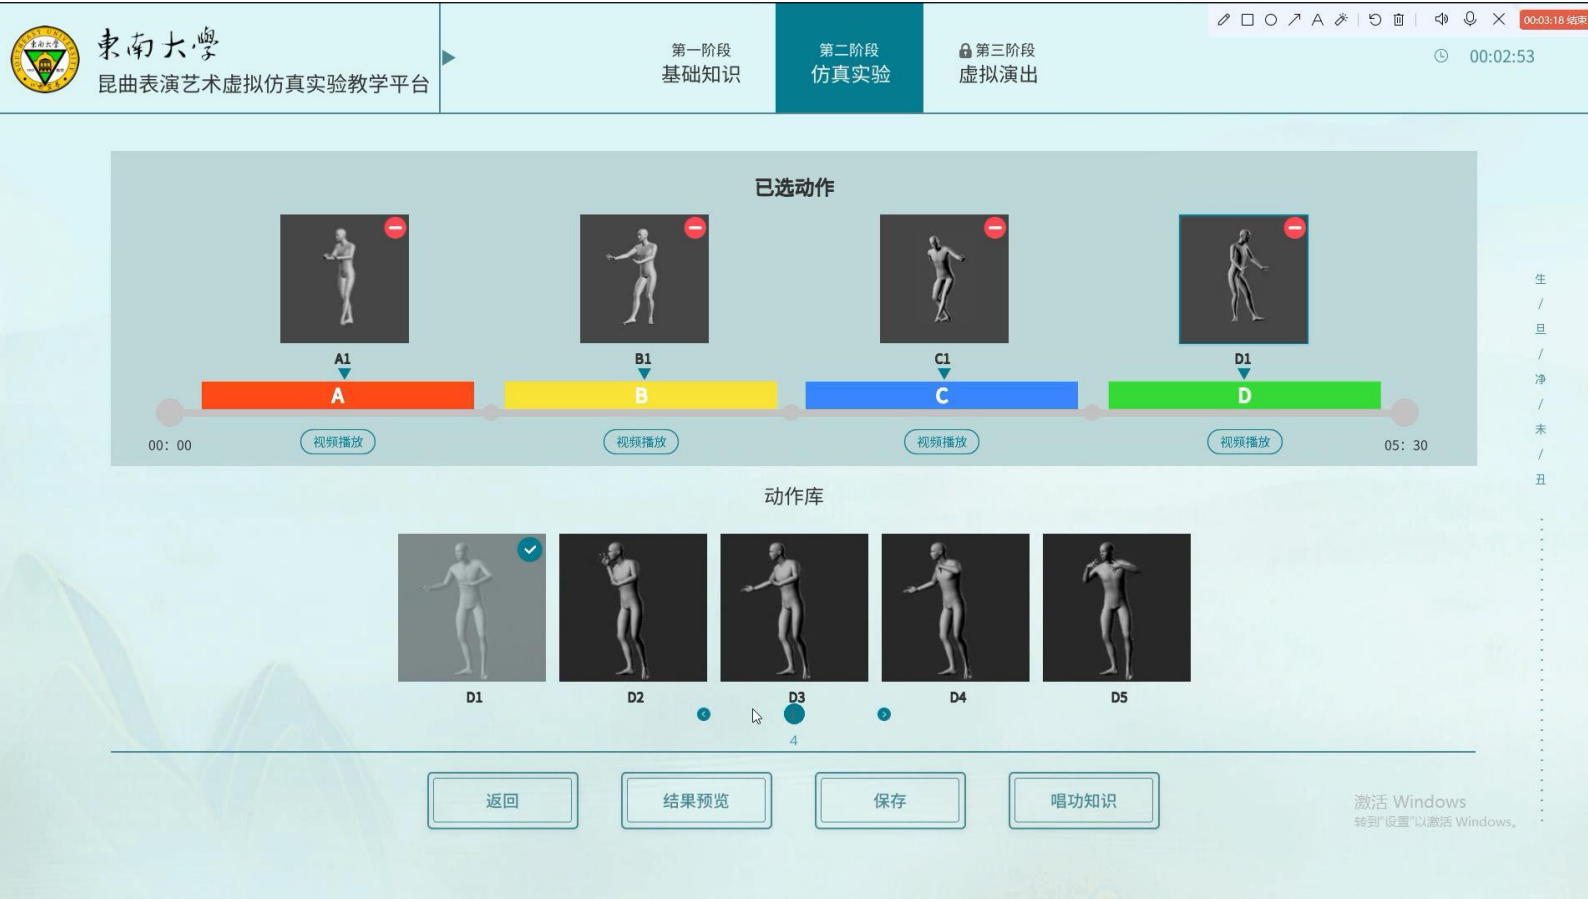 東南大學
昆曲表演艺术虚拟仿真实验教学平台
第一阶段
基础知识
第二阶段
仿真实验
第三阶段
虚拟演出
00:03:18 结束
00:02:53
已选动作
A1
B1
C1
D1
A
B
C
D
视频播放
视频播放
视频播放
视频播放
00: 00
05: 30
生
/
旦
/
净
/
末
/
丑
动作库
D1
D2
D3
D4
D5
4
返回
结果预览
保存
唱功知识
激活 Windows
转到"设置"以激活 Windows。